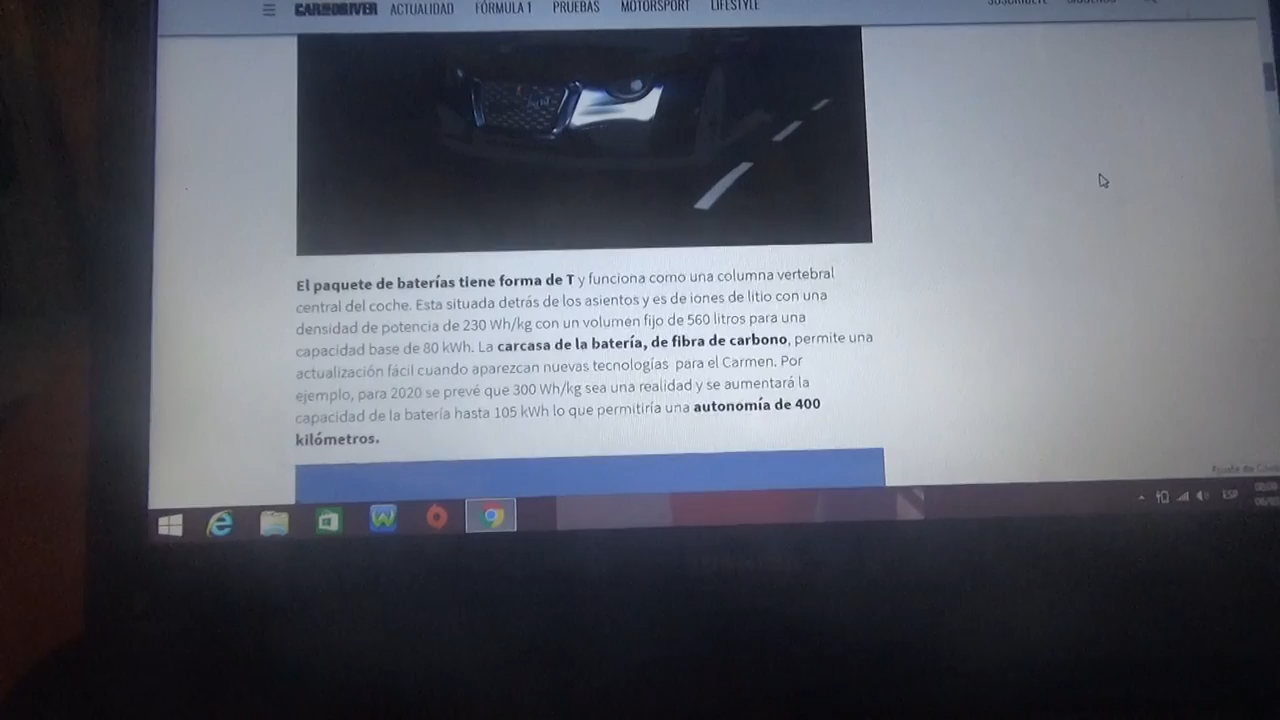 CAR AND DRIVER ACTUALIDAD FÓRMULA 1 PRUEBAS MOTORSPORT LIFESTYLE
El paquete de baterías tiene forma de T y funciona como una columna vertebral
central del coche. Esta situada detrás de los asientos y es de iones de litio con una
densidad de potencia de 230 Wh/kg con un volumen fijo de 560 litros para una
capacidad base de 80 kWh. La carcasa de la batería, de fibra de carbono, permite una
actualización fácil cuando aparezcan nuevas tecnologías para el Carmen. Por
ejemplo, para 2020 se prevé que 300 Wh/kg sea una realidad y se aumentará la
capacidad de la batería hasta 105 kWh lo que permitiría una autonomía de 400
kilómetros.
ESP